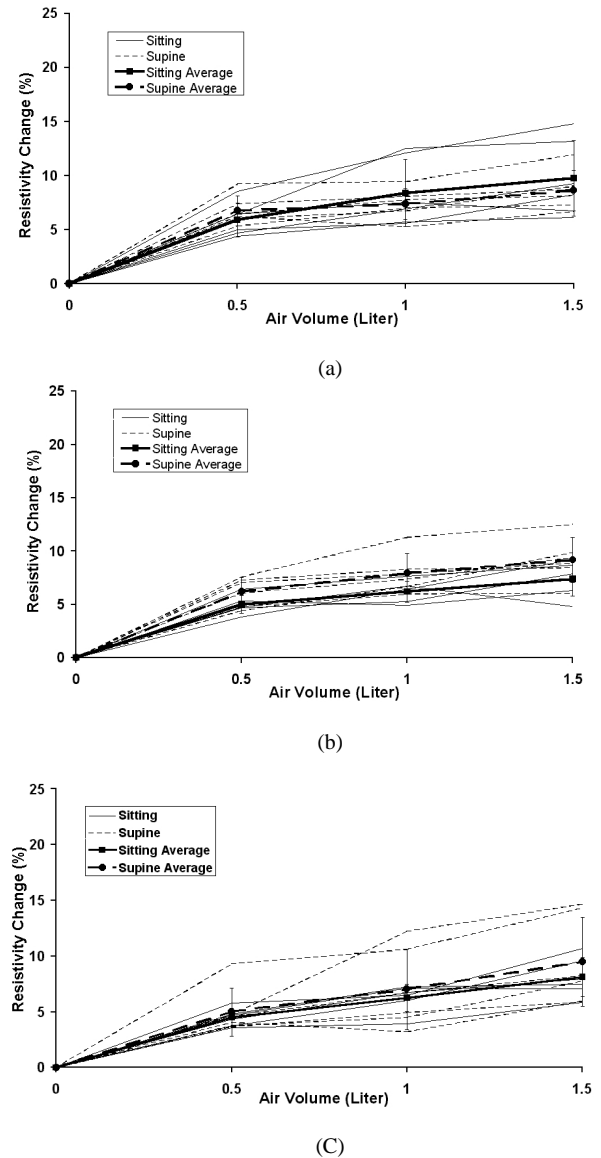 25
20
15
10
5
0
Resistivity Change (%)
Sitting
Supine
Sitting Average
Supine Average
0 0.5 1 1.5
Air Volume (Liter)
(a)
25
20
15
10
5
0
Resistivity Change (%)
Sitting
Supine
Sitting Average
Supine Average
0 0.5 1 1.5
Air Volume (Liter)
(b)
25
20
15
10
5
0
Resistivity Change (%)
Sitting
Supine
Sitting Average
Supine Average
0 0.5 1 1.5
Air Volume (Liter)
(C)